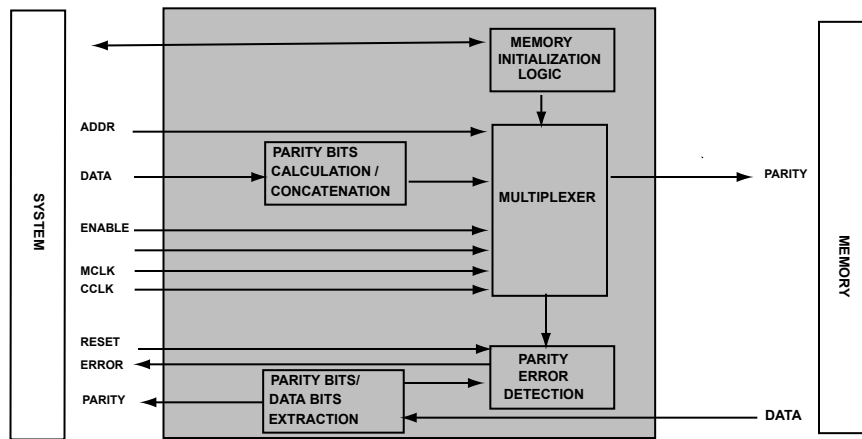 MEMORY
INITIALIZATION
LOGIC
ADDR
PARITY BITS
CALCULATION /
CONCATENATION
DATA
MULTIPLEXER
PARITY
SYSTEM
ENABLE
MEMORY
MCLK
CCLK
RESET
ERROR
PARITY
ERROR
DETECTION
PARITY BITS/
DATA BITS
EXTRACTION
PARITY
DATA